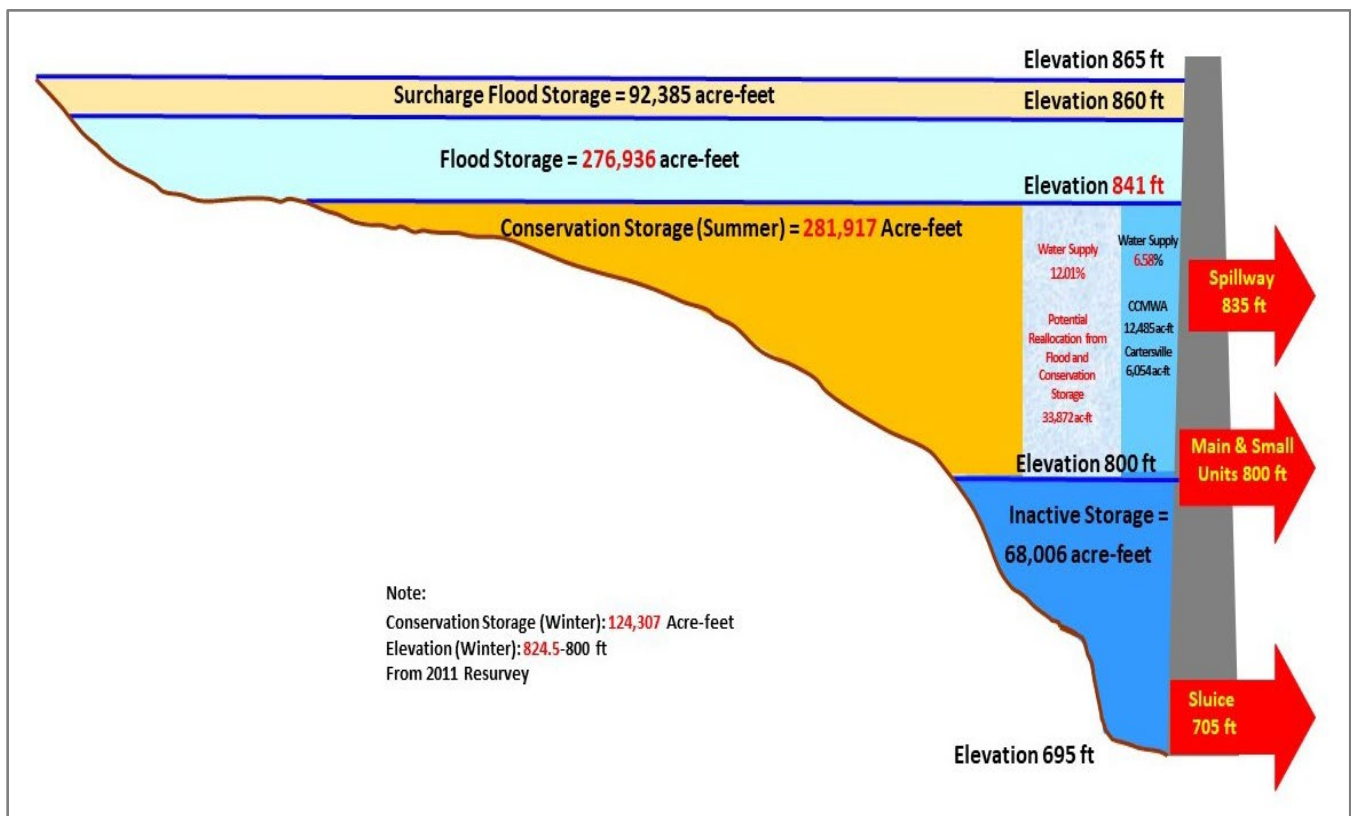 Elevation 865 ft
Surcharge Flood Storage = 92,385 acre-feet
Elevation 860 ft
Flood Storage = 276,936 acre-feet
Elevation 841 ft
Conservation Storage (Summer) = 281,917 Acre-feet
Water Supply
12.01%
Potential
Reallocation from
Flood and
Conservation
Storage
33,872 ac-ft
Water Supply
6.58%
CCMWA
12,485 ac-ft
Cartersville
6,054 ac-ft
Spillway
835 ft
Elevation 800 ft
Main & Small
Units 800 ft
Inactive Storage =
68,006 acre-feet
Note:
Conservation Storage (Winter): 124,307 Acre-feet
Elevation (Winter): 824.5-800 ft
From 2011 Resurvey
Sluice
705 ft
Elevation 695 ft